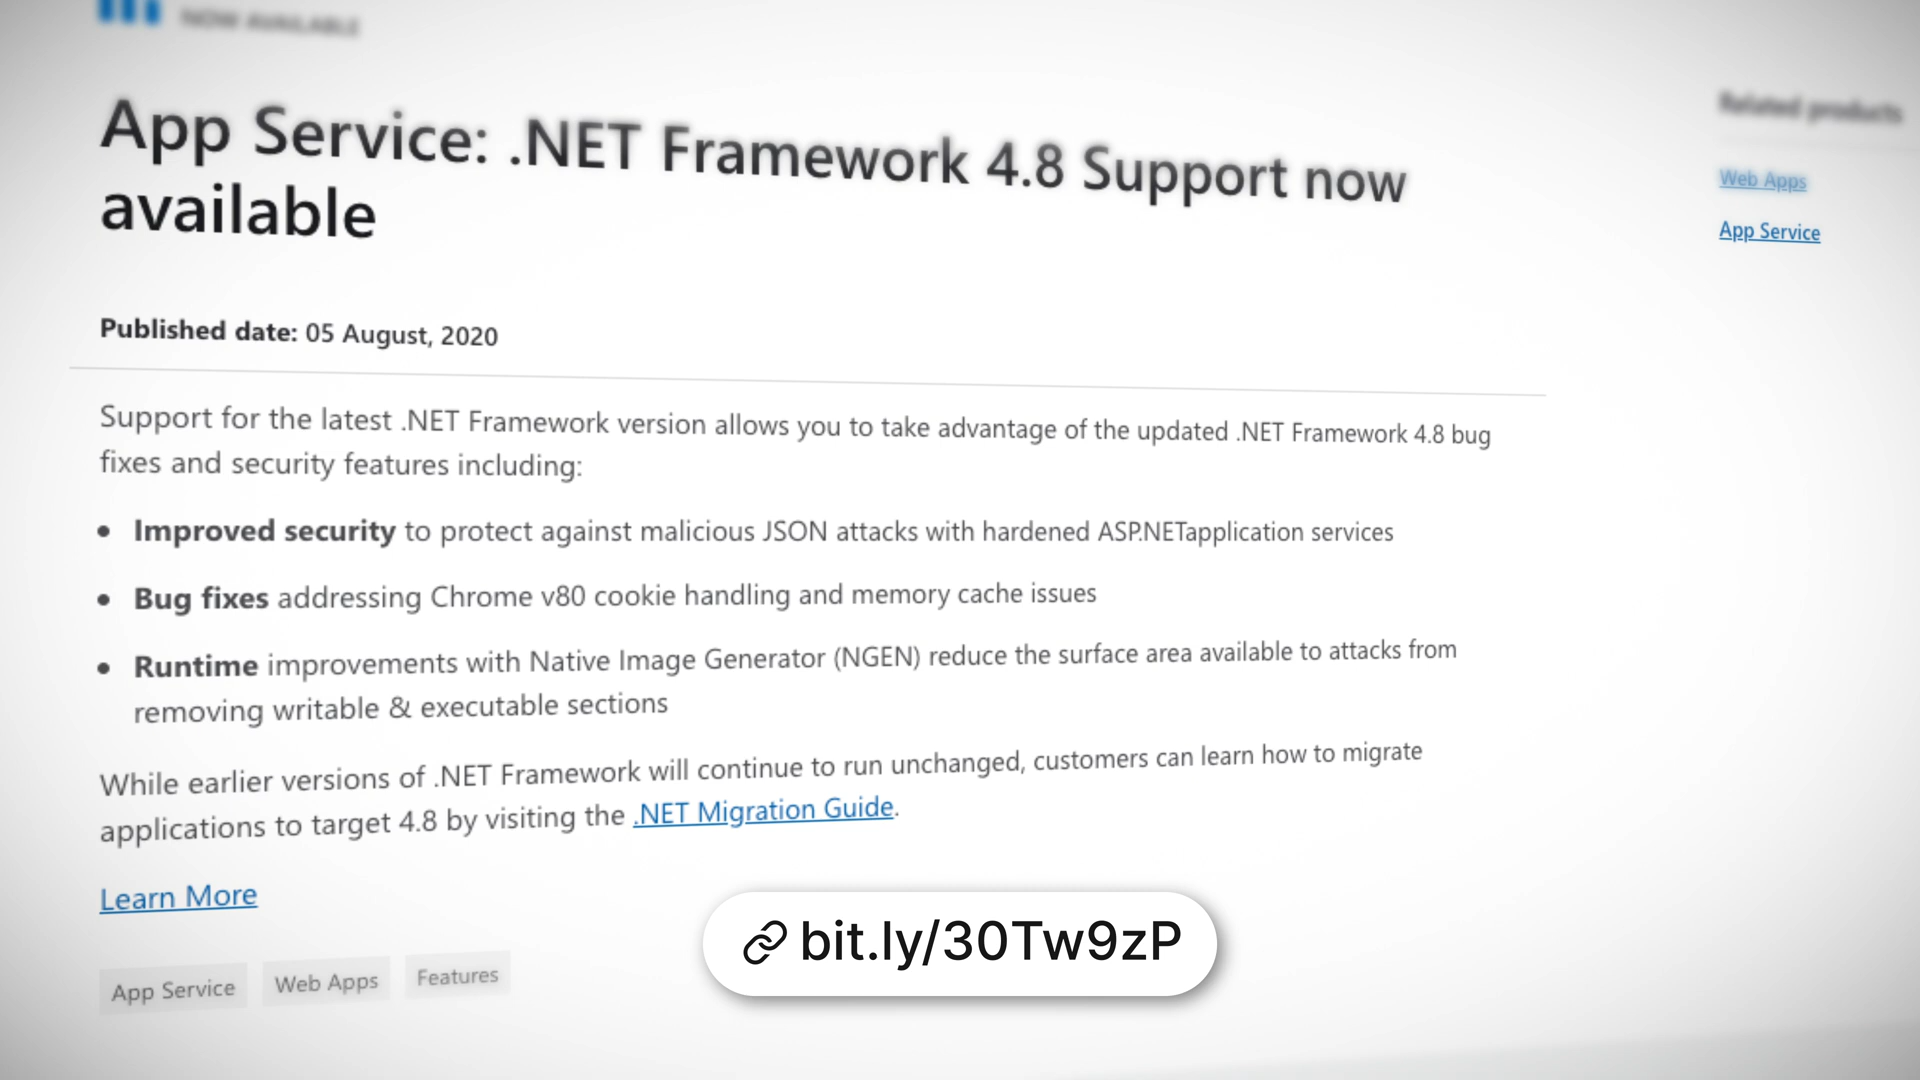 NOW AVAILABLE
App Service: .NET Framework 4.8 Support now
available
Published date: 05 August, 2020
Support for the latest .NET Framework version allows you to take advantage of the updated .NET Framework 4.8 bug
fixes and security features including:
• Improved security to protect against malicious JSON attacks with hardened ASP.NETapplication services
• Bug fixes addressing Chrome v80 cookie handling and memory cache issues
• Runtime improvements with Native Image Generator (NGEN) reduce the surface area available to attacks from
removing writable & executable sections
While earlier versions of .NET Framework will continue to run unchanged, customers can learn how to migrate
applications to target 4.8 by visiting the .NET Migration Guide.
Learn More
App Service Web Apps Features
Related products
Web Apps
App Service
bit.ly/30Tw9zP